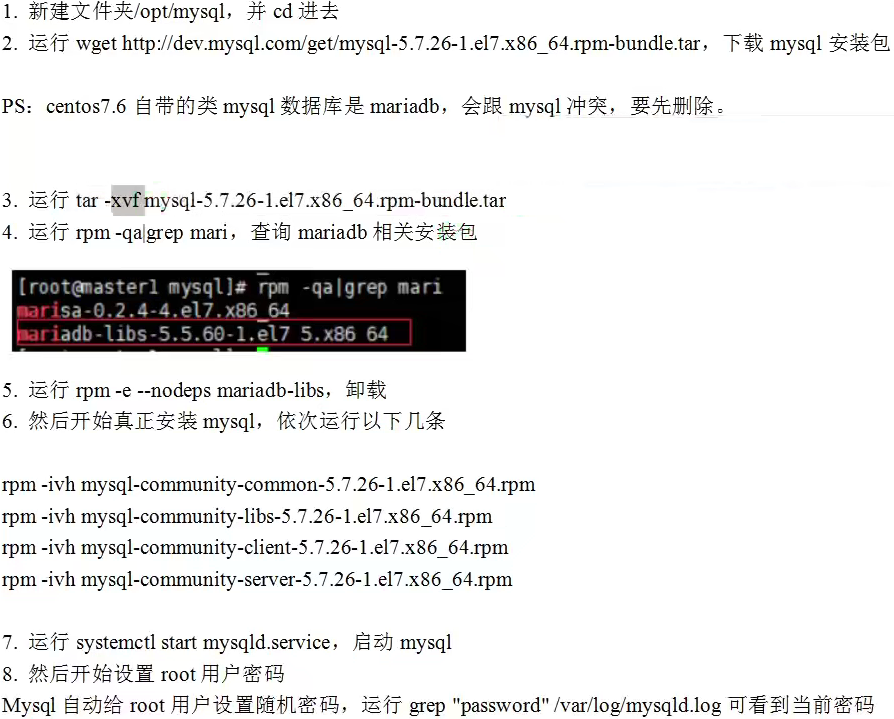 1. 新建文件夹/opt/mysql，并 cd 进去
2. 运行 wget http://dev.mysql.com/get/mysql-5.7.26-1.el7.x86_64.rpm-bundle.tar，下载 mysql 安装包
PS：centos7.6 自带的类 mysql 数据库是 mariadb，会跟 mysql 冲突，要先删除。
3. 运行 tar -xvf mysql-5.7.26-1.el7.x86_64.rpm-bundle.tar
4. 运行 rpm -qa|grep mari，查询 mariadb 相关安装包
[root@master1 mysql]# rpm -qa|grep mari
marisa-0.2.4-4.el7.x86_64
mariadb-libs-5.5.60-1.el7_5.x86_64
5. 运行 rpm -e --nodeps mariadb-libs，卸载
6. 然后开始真正安装 mysql，依次运行以下几条
rpm -ivh mysql-community-common-5.7.26-1.el7.x86_64.rpm
rpm -ivh mysql-community-libs-5.7.26-1.el7.x86_64.rpm
rpm -ivh mysql-community-client-5.7.26-1.el7.x86_64.rpm
rpm -ivh mysql-community-server-5.7.26-1.el7.x86_64.rpm
7. 运行 systemctl start mysqld.service，启动 mysql
8. 然后开始设置 root 用户密码
Mysql 自动给 root 用户设置随机密码，运行 grep "password" /var/log/mysqld.log 可看到当前密码